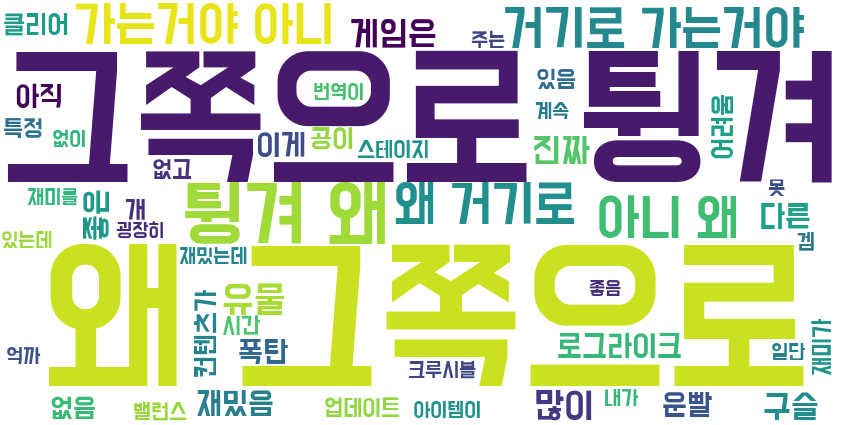 클리어 가는거야 아니 게임은 주는 거기로 가는거야
그쪽으로 튕겨
아직 번역이 있음
특정 없이 이게 공이 스테이지 계속 진짜 어려움
없고
재미를 좋은 개 튕겨 왜 왜 거기로 아니 왜 못 다른
있는데 굉장히 겜
재밌는데
왜 그쪽으로
컨텐츠가 유물 좋음
시간
억까 폭탄 크루시블 로그라이크 일단 재미가
없음 밸런스 재밌음 업데이트 아이템이 많이 내가 운빨 구슬